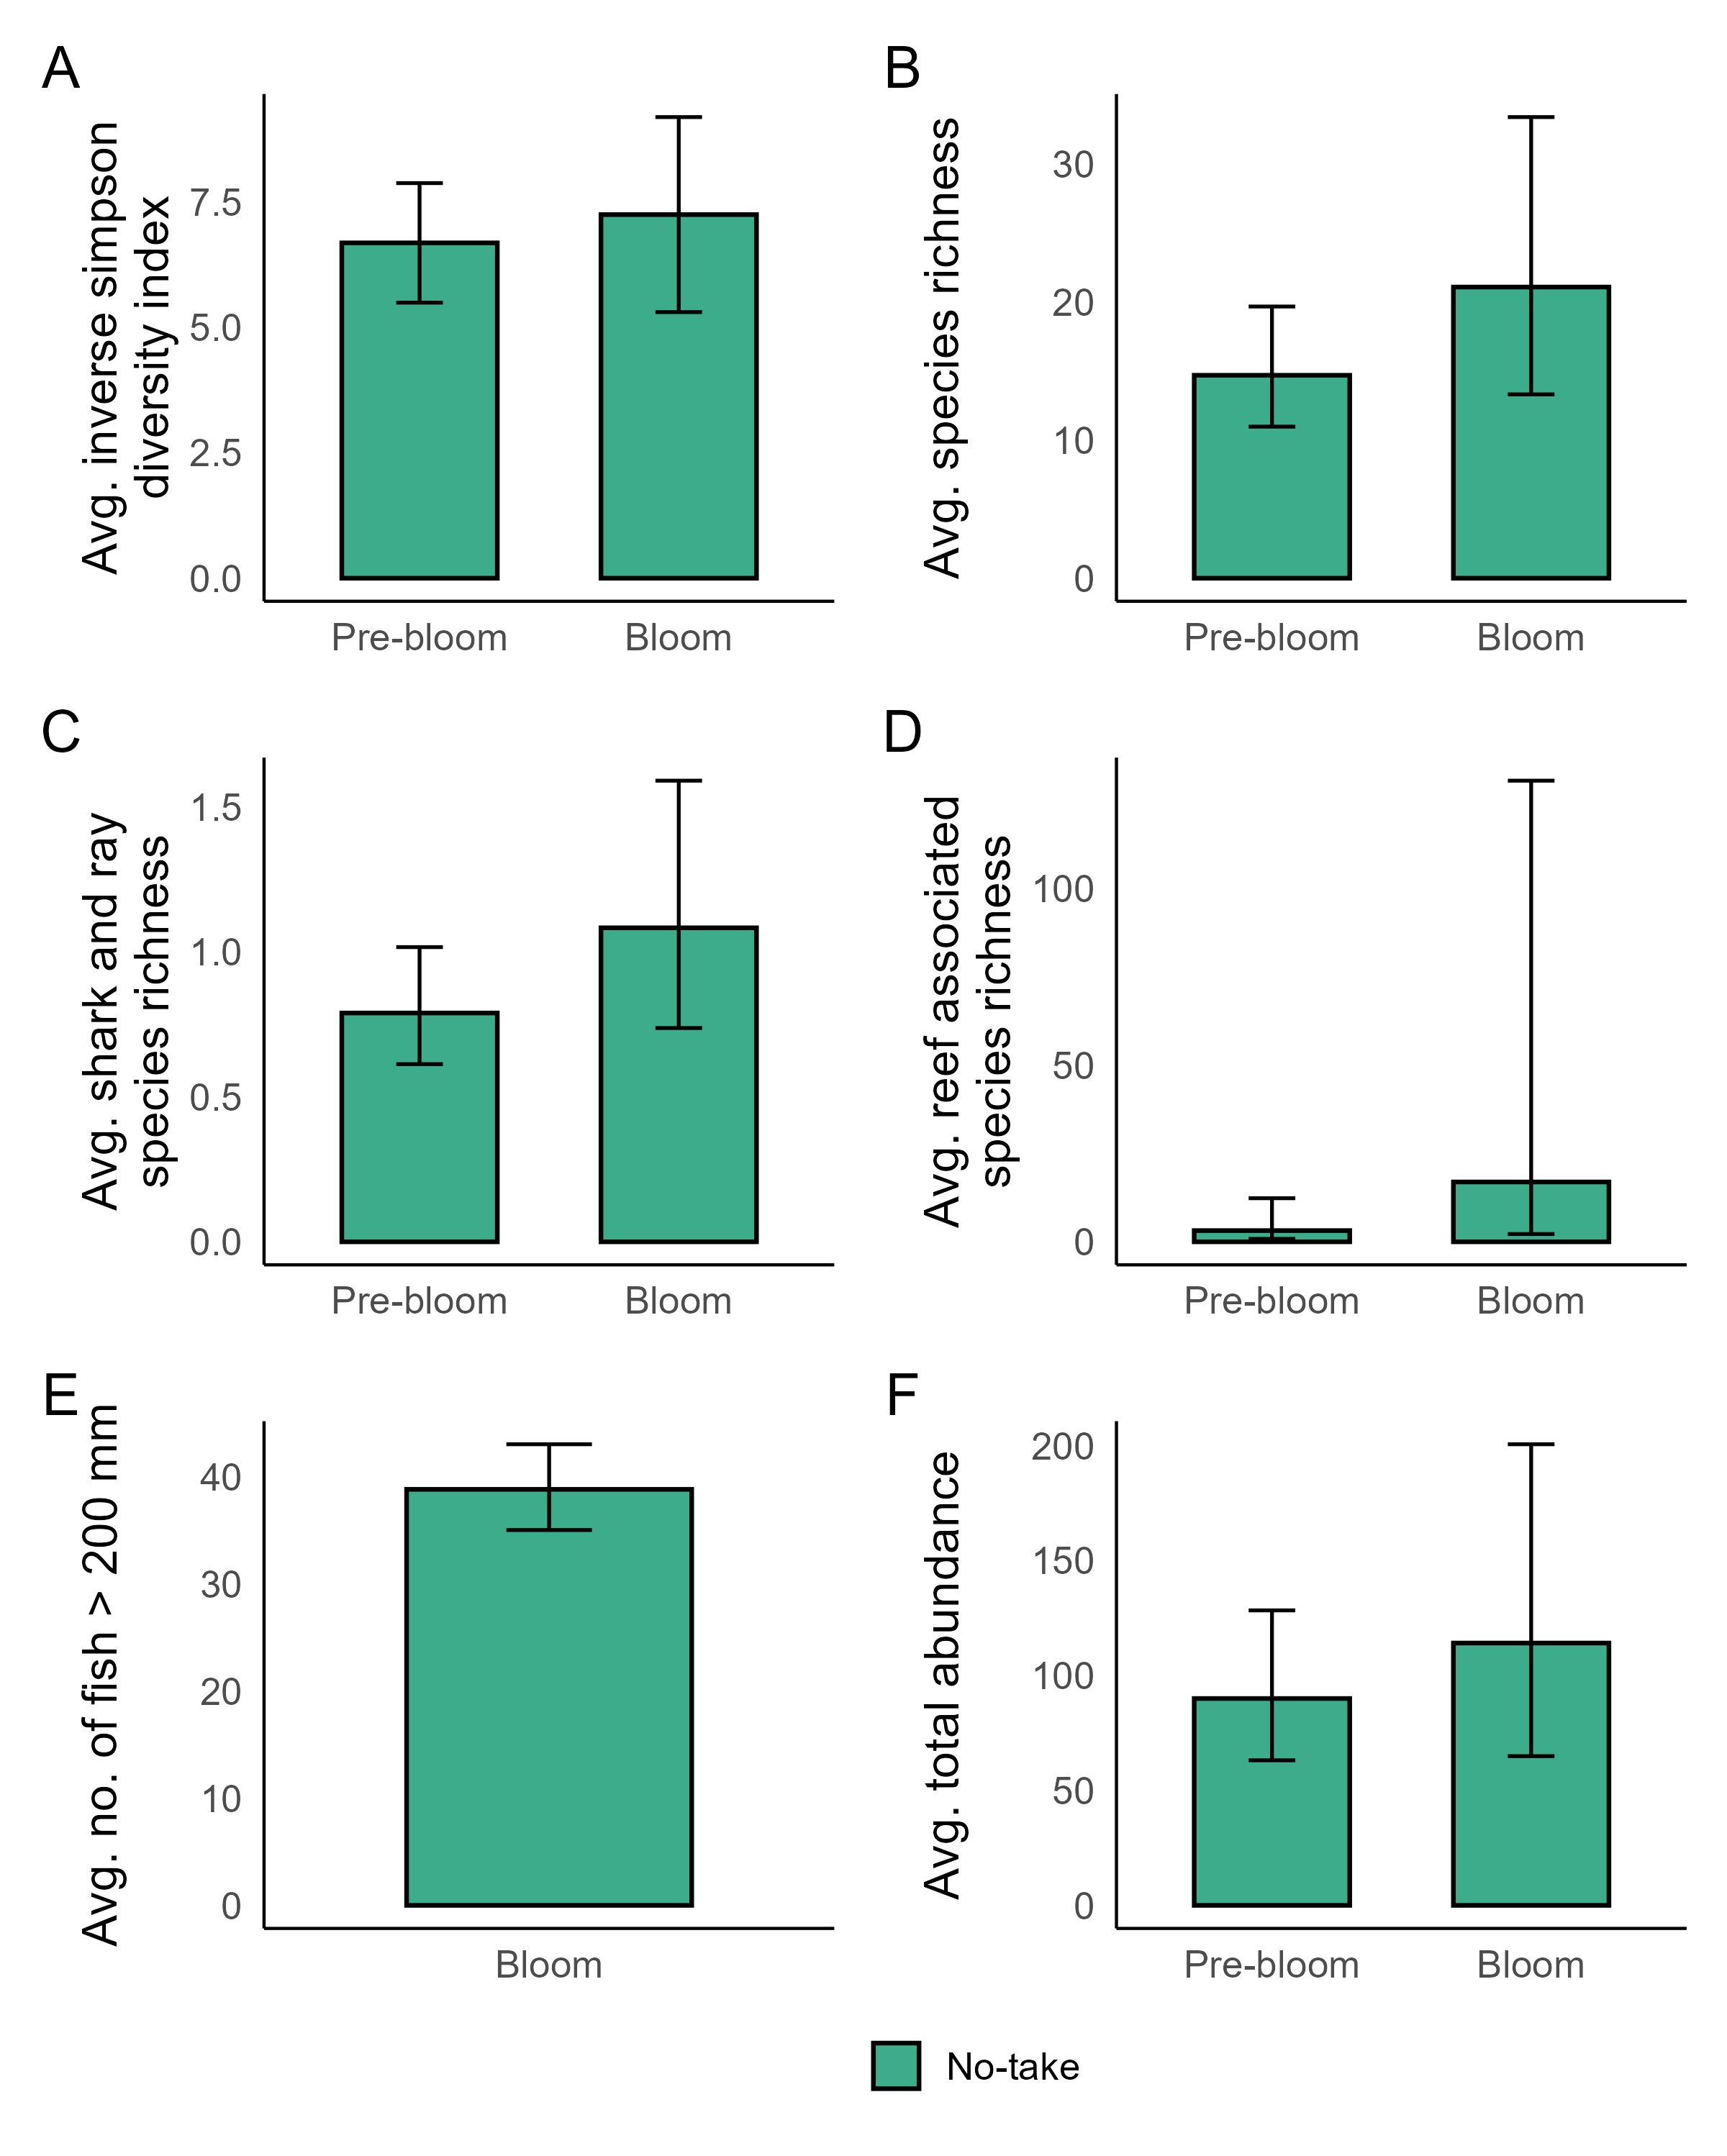 A
Avg. inverse simpson
diversity index
7.5
5.0
2.5
0.0
Pre-bloom
Bloom
B
Avg. species richness
30
20
10
0
Pre-bloom
Bloom
C
Avg. shark and ray
species richness
1.5
1.0
0.5
0.0
Pre-bloom
Bloom
D
Avg. reef associated
species richness
100
50
0
Pre-bloom
Bloom
E
Avg. no. of fish > 200 mm
40
30
20
10
0
Bloom
F
Avg. total abundance
200
150
100
50
0
Pre-bloom
Bloom
No-take